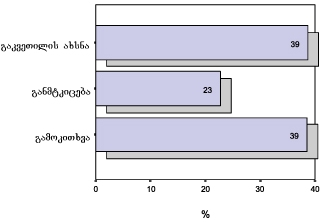 გაკვეთილის ახსნა 39
განმტკიცება 23
გამოკითხვა 39
0 10 20 30 40
%